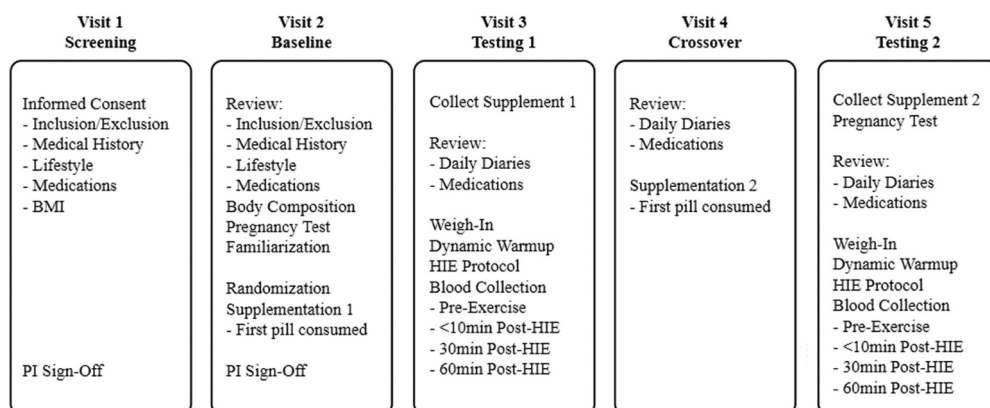 Visit 1
Screening
Informed Consent
- Inclusion/Exclusion
- Medical History
- Lifestyle
- Medications
- BMI
PI Sign-Off
Visit 2
Baseline
Review:
- Inclusion/Exclusion
- Medical History
- Lifestyle
- Medications
Body Composition
Pregnancy Test
Familiarization
Randomization
Supplementation 1
- First pill consumed
PI Sign-Off
Visit 3
Testing 1
Collect Supplement 1
Review:
- Daily Diaries
- Medications
Weigh-In
Dynamic Warmup
HIE Protocol
Blood Collection
- Pre-Exercise
- <10min Post-HIE
- 30min Post-HIE
- 60min Post-HIE
Visit 4
Crossover
Review:
- Daily Diaries
- Medications
Supplementation 2
- First pill consumed
Visit 5
Testing 2
Collect Supplement 2
Pregnancy Test
Review:
- Daily Diaries
- Medications
Weigh-In
Dynamic Warmup
HIE Protocol
Blood Collection
- Pre-Exercise
- <10min Post-HIE
- 30min Post-HIE
- 60min Post-HIE